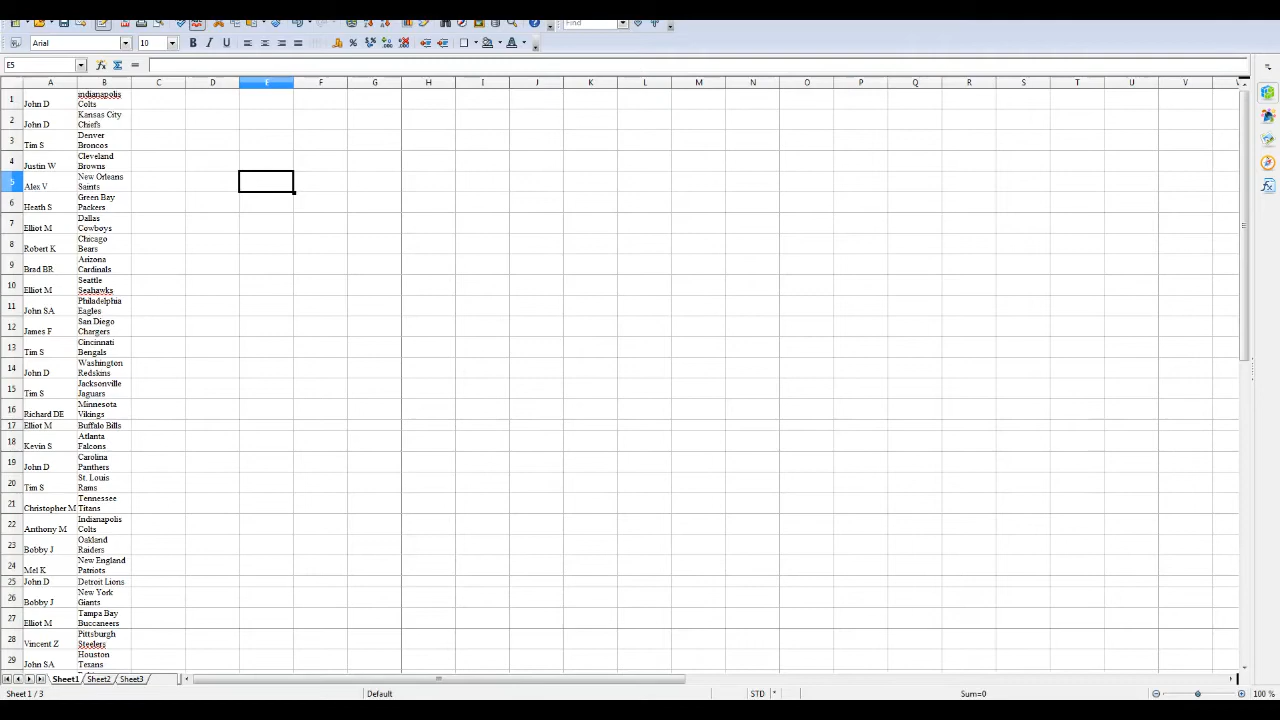 Find
Arial 10 B I U A
E5
A B C D E F G H I J K L M N O P Q R S T U V
1 John D indianapolis Colts
2 John D Kansas City Chiefs
3 Tim S Denver Broncos
4 Justin W Cleveland Browns
5 Alex V New Orleans Saints
6 Heath S Green Bay Packers
7 Elliot M Dallas Cowboys
8 Robert K Chicago Bears
9 Brad BR Arizona Cardinals
10 Elliot M Seattle Seahawks
11 John SA Philadelphia Eagles
12 James F San Diego Chargers
13 Tim S Cincinnati Bengals
14 John D Washington Redskins
15 Tim S Jacksonville Jaguars
16 Richard DE Minnesota Vikings
17 Elliot M Buffalo Bills
18 Kevin S Atlanta Falcons
19 John D Carolina Panthers
20 Tim S St. Louis Rams
21 Christopher M Tennessee Titans
22 Anthony M Indianapolis Colts
23 Bobby J Oakland Raiders
24 Mel K New England Patriots
25 John D Detroit Lions
26 Bobby J New York Giants
27 Elliot M Tampa Bay Buccaneers
28 Vincent Z Pittsburgh Steelers
29 John SA Houston Texans
Sheet1 Sheet2 Sheet3
Sheet 1 / 3 Default STD * Sum=0 100 %